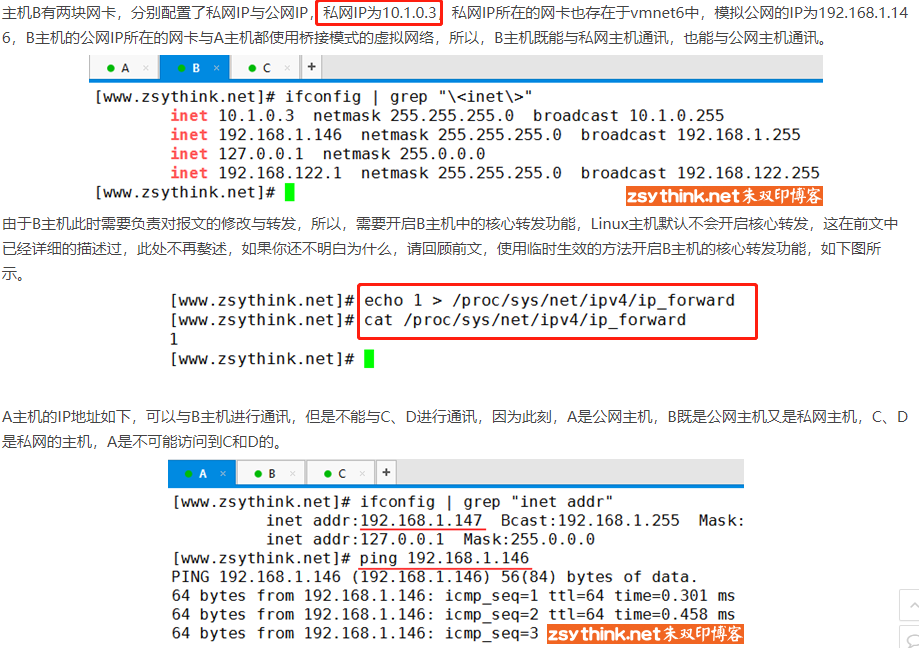 主机B有两块网卡，分别配置了私网IP与公网IP，私网IP为10.1.0.3 私网IP所在的网卡也存在于vmnet6中，模拟公网的IP为192.168.1.14
6，B主机的公网IP所在的网卡与A主机都使用桥接模式的虚拟网络，所以，B主机既能与私网主机通讯，也能与公网主机通讯。
A × B × C × +
[www.zsythink.net]# ifconfig | grep "\<inet\>"
inet 10.1.0.3 netmask 255.255.255.0 broadcast 10.1.0.255
inet 192.168.1.146 netmask 255.255.255.0 broadcast 192.168.1.255
inet 127.0.0.1 netmask 255.0.0.0
inet 192.168.122.1 netmask 255.255.255.0 broadcast 192.168.122.255
[www.zsythink.net]#
zsythink.net朱双印博客
由于B主机此时需要负责对报文的修改与转发，所以，需要开启B主机中的核心转发功能，Linux主机默认不会开启核心转发，这在前文中
已经详细的描述过，此处不再赘述，如果你还不明白为什么，请回顾前文，使用临时生效的方法开启B主机的核心转发功能，如下图所
示。
[www.zsythink.net]# echo 1 > /proc/sys/net/ipv4/ip_forward
[www.zsythink.net]# cat /proc/sys/net/ipv4/ip_forward
1
[www.zsythink.net]#
A主机的IP地址如下，可以与B主机进行通讯，但是不能与C、D进行通讯，因为此刻，A是公网主机，B既是公网主机又是私网主机，C、D
是私网的主机，A是不可能访问到C和D的。
A × B × C × +
[www.zsythink.net]# ifconfig | grep "inet addr"
inet addr:192.168.1.147 Bcast:192.168.1.255 Mask:
inet addr:127.0.0.1 Mask:255.0.0.0
[www.zsythink.net]# ping 192.168.1.146
PING 192.168.1.146 (192.168.1.146) 56(84) bytes of data.
64 bytes from 192.168.1.146: icmp_seq=1 ttl=64 time=0.301 ms
64 bytes from 192.168.1.146: icmp_seq=2 ttl=64 time=0.458 ms
64 bytes from 192.168.1.146: icmp_seq=3
zsythink.net朱双印博客